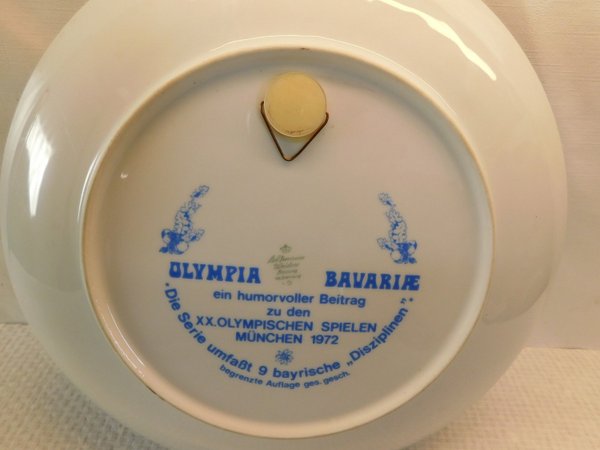 OLYMPIA BAVARIÆ
ein humorvoller Beitrag
zu den
XX.OLYMPISCHEN SPIELEN
MÜNCHEN 1972
Die Serie umfaßt 9 bayrische „Disziplinen"
begrenzte Auflage ges. gesch.